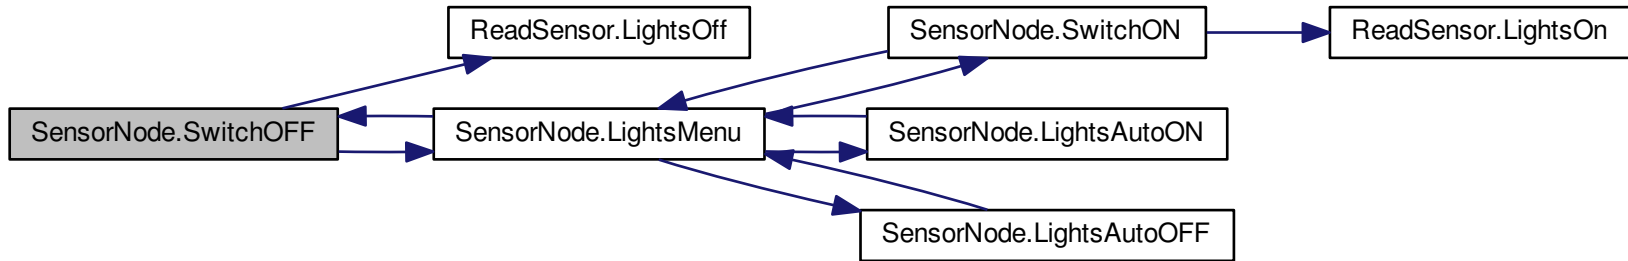 ReadSensor.LightsOff
SensorNode.SwitchON
ReadSensor.LightsOn
SensorNode.SwitchOFF
SensorNode.LightsMenu
SensorNode.LightsAutoON
SensorNode.LightsAutoOFF